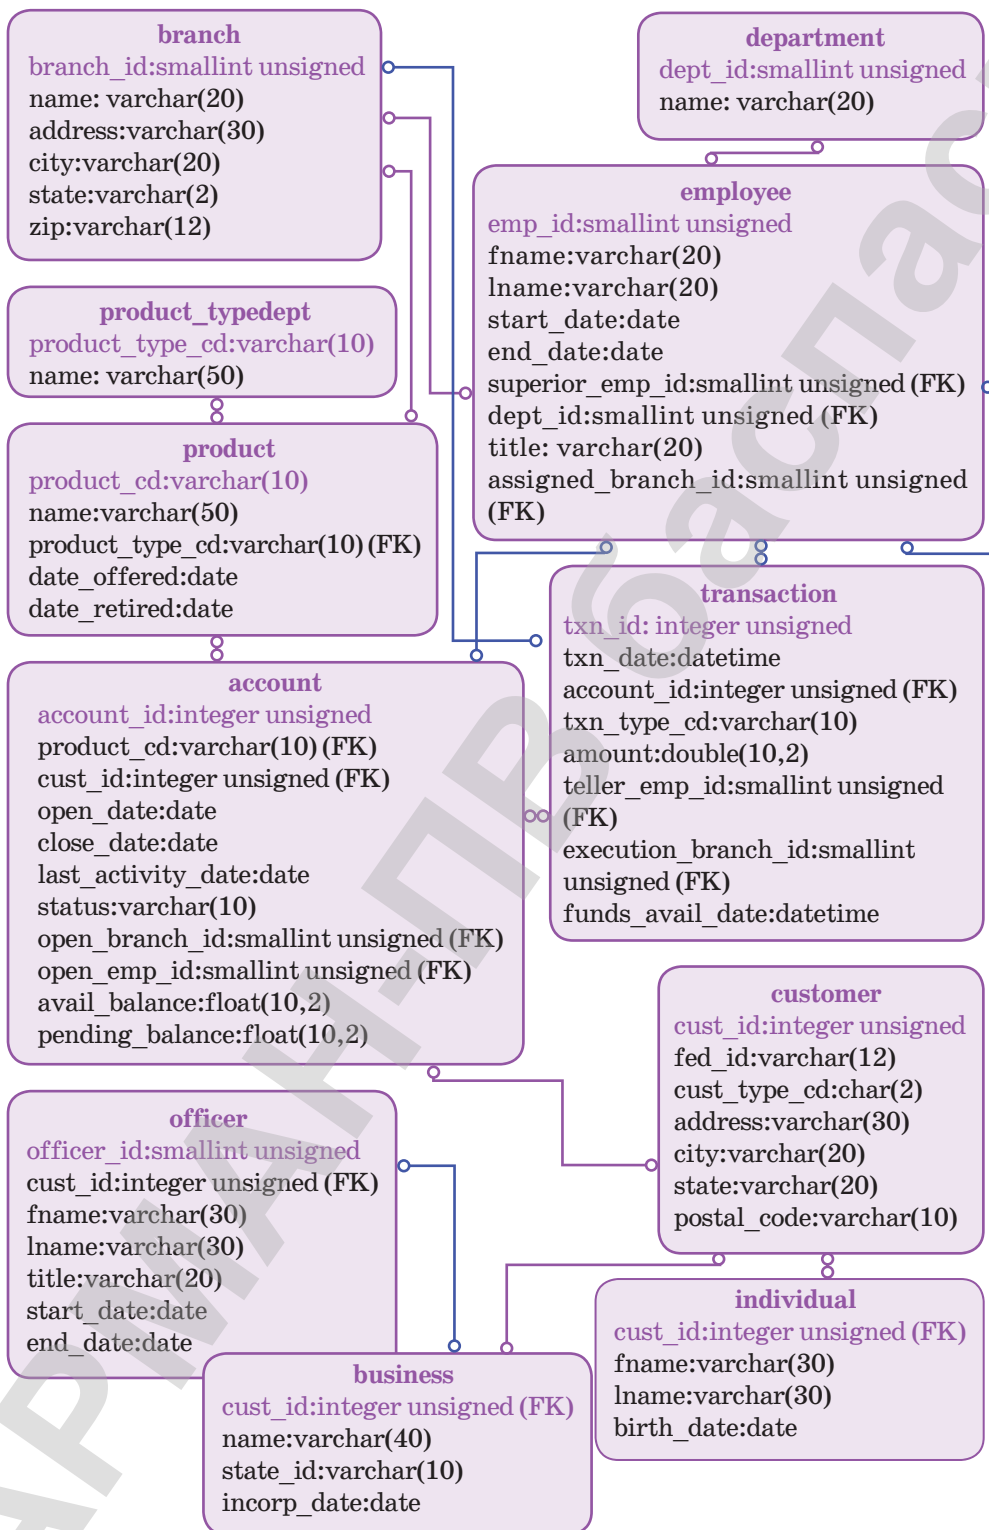 branch
branch_id:smallint unsigned
name: varchar(20)
address:varchar(30)
city:varchar(20)
state:varchar(2)
zip:varchar(12)
department
dept_id:smallint unsigned
name: varchar(20)
employee
emp_id:smallint unsigned
fname:varchar(20)
lname:varchar(20)
start_date:date
end_date:date
superior_emp_id:smallint unsigned (FK)
dept_id:smallint unsigned (FK)
title: varchar(20)
assigned_branch_id:smallint unsigned
(FK)
product_typedept
product_type_cd:varchar(10)
name: varchar(50)
product
product_cd:varchar(10)
name:varchar(50)
product_type_cd:varchar(10) (FK)
date_offered:date
date_retired:date
transaction
txn_id: integer unsigned
txn_date:datetime
account_id:integer unsigned (FK)
txn_type_cd:varchar(10)
amount:double(10,2)
teller_emp_id:smallint unsigned
(FK)
execution_branch_id:smallint
unsigned (FK)
funds_avail_date:datetime
account
account_id:integer unsigned
product_cd:varchar(10) (FK)
cust_id:integer unsigned (FK)
open_date:date
close_date:date
last_activity_date:date
status:varchar(10)
open_branch_id:smallint unsigned (FK)
open_emp_id:smallint unsigned (FK)
avail_balance:float(10,2)
pending_balance:float(10,2)
customer
cust_id:integer unsigned
fed_id:varchar(12)
cust_type_cd:char(2)
address:varchar(30)
city:varchar(20)
state:varchar(20)
postal_code:varchar(10)
officer
officer_id:smallint unsigned
cust_id:integer unsigned (FK)
fname:varchar(30)
lname:varchar(30)
title:varchar(20)
start_date:date
end_date:date
business
cust_id:integer unsigned (FK)
name:varchar(40)
state_id:varchar(10)
incorp_date:date
individual
cust_id:integer unsigned (FK)
fname:varchar(30)
lname:varchar(30)
birth_date:date
АРМАН-ПВ баспас